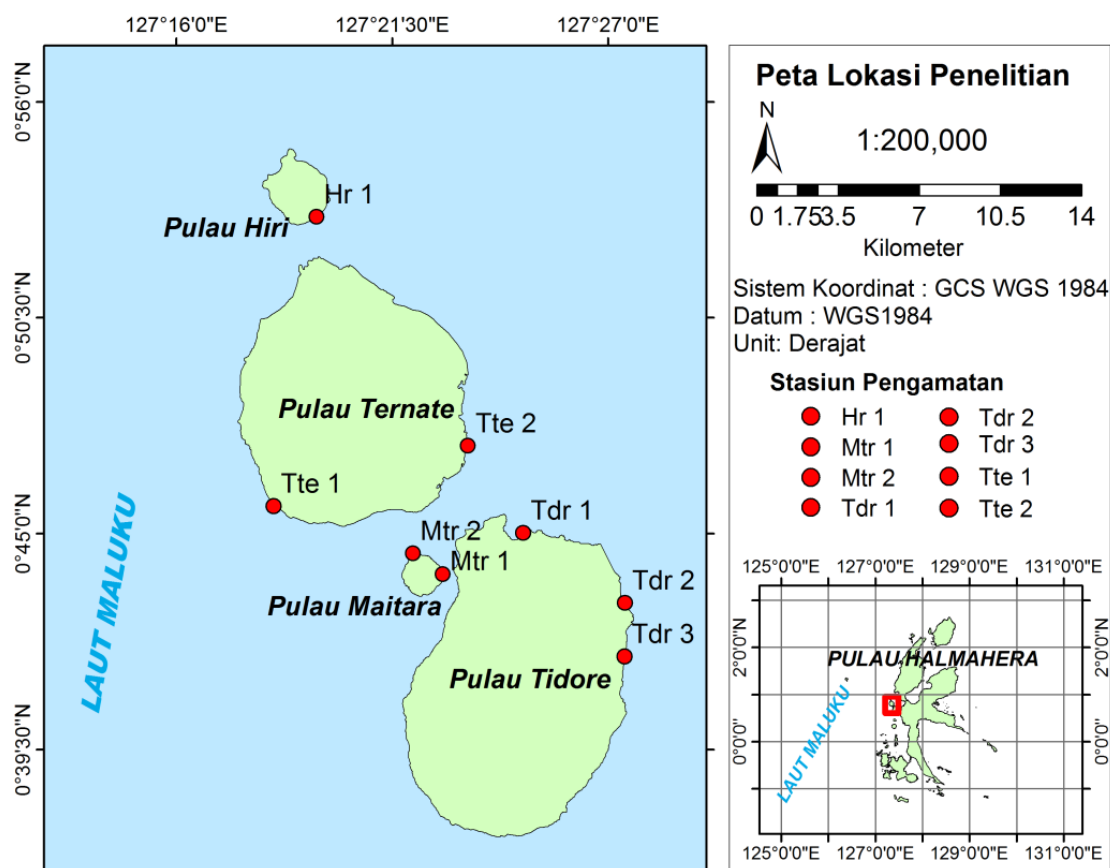 127°16'0"E 127°21'30"E 127°27'0"E
0°56'0"N
0°50'30"N
0°45'0"N
0°39'30"N
Hr 1
Pulau Hiri
Pulau Ternate
Tte 2
Tte 1
Tdr 1
Mtr 2
Mtr 1
Pulau Maitara
Tdr 2
Tdr 3
Pulau Tidore
LAUT MALUKU
Peta Lokasi Penelitian
N
1:200,000
0 1.75 3.5 7 10.5 14
Kilometer
Sistem Koordinat : GCS WGS 1984
Datum : WGS1984
Unit: Derajat
Stasiun Pengamatan
Hr 1
Mtr 1
Mtr 2
Tdr 1
Tdr 2
Tdr 3
Tte 1
Tte 2
125°0'0"E 127°0'0"E 129°0'0"E 131°0'0"E
2°0'0"N
0°0'0"
PULAU HALMAHERA
LAUT MALUKU
2°0'0"N
0°0'0"
125°0'0"E 127°0'0"E 129°0'0"E 131°0'0"E